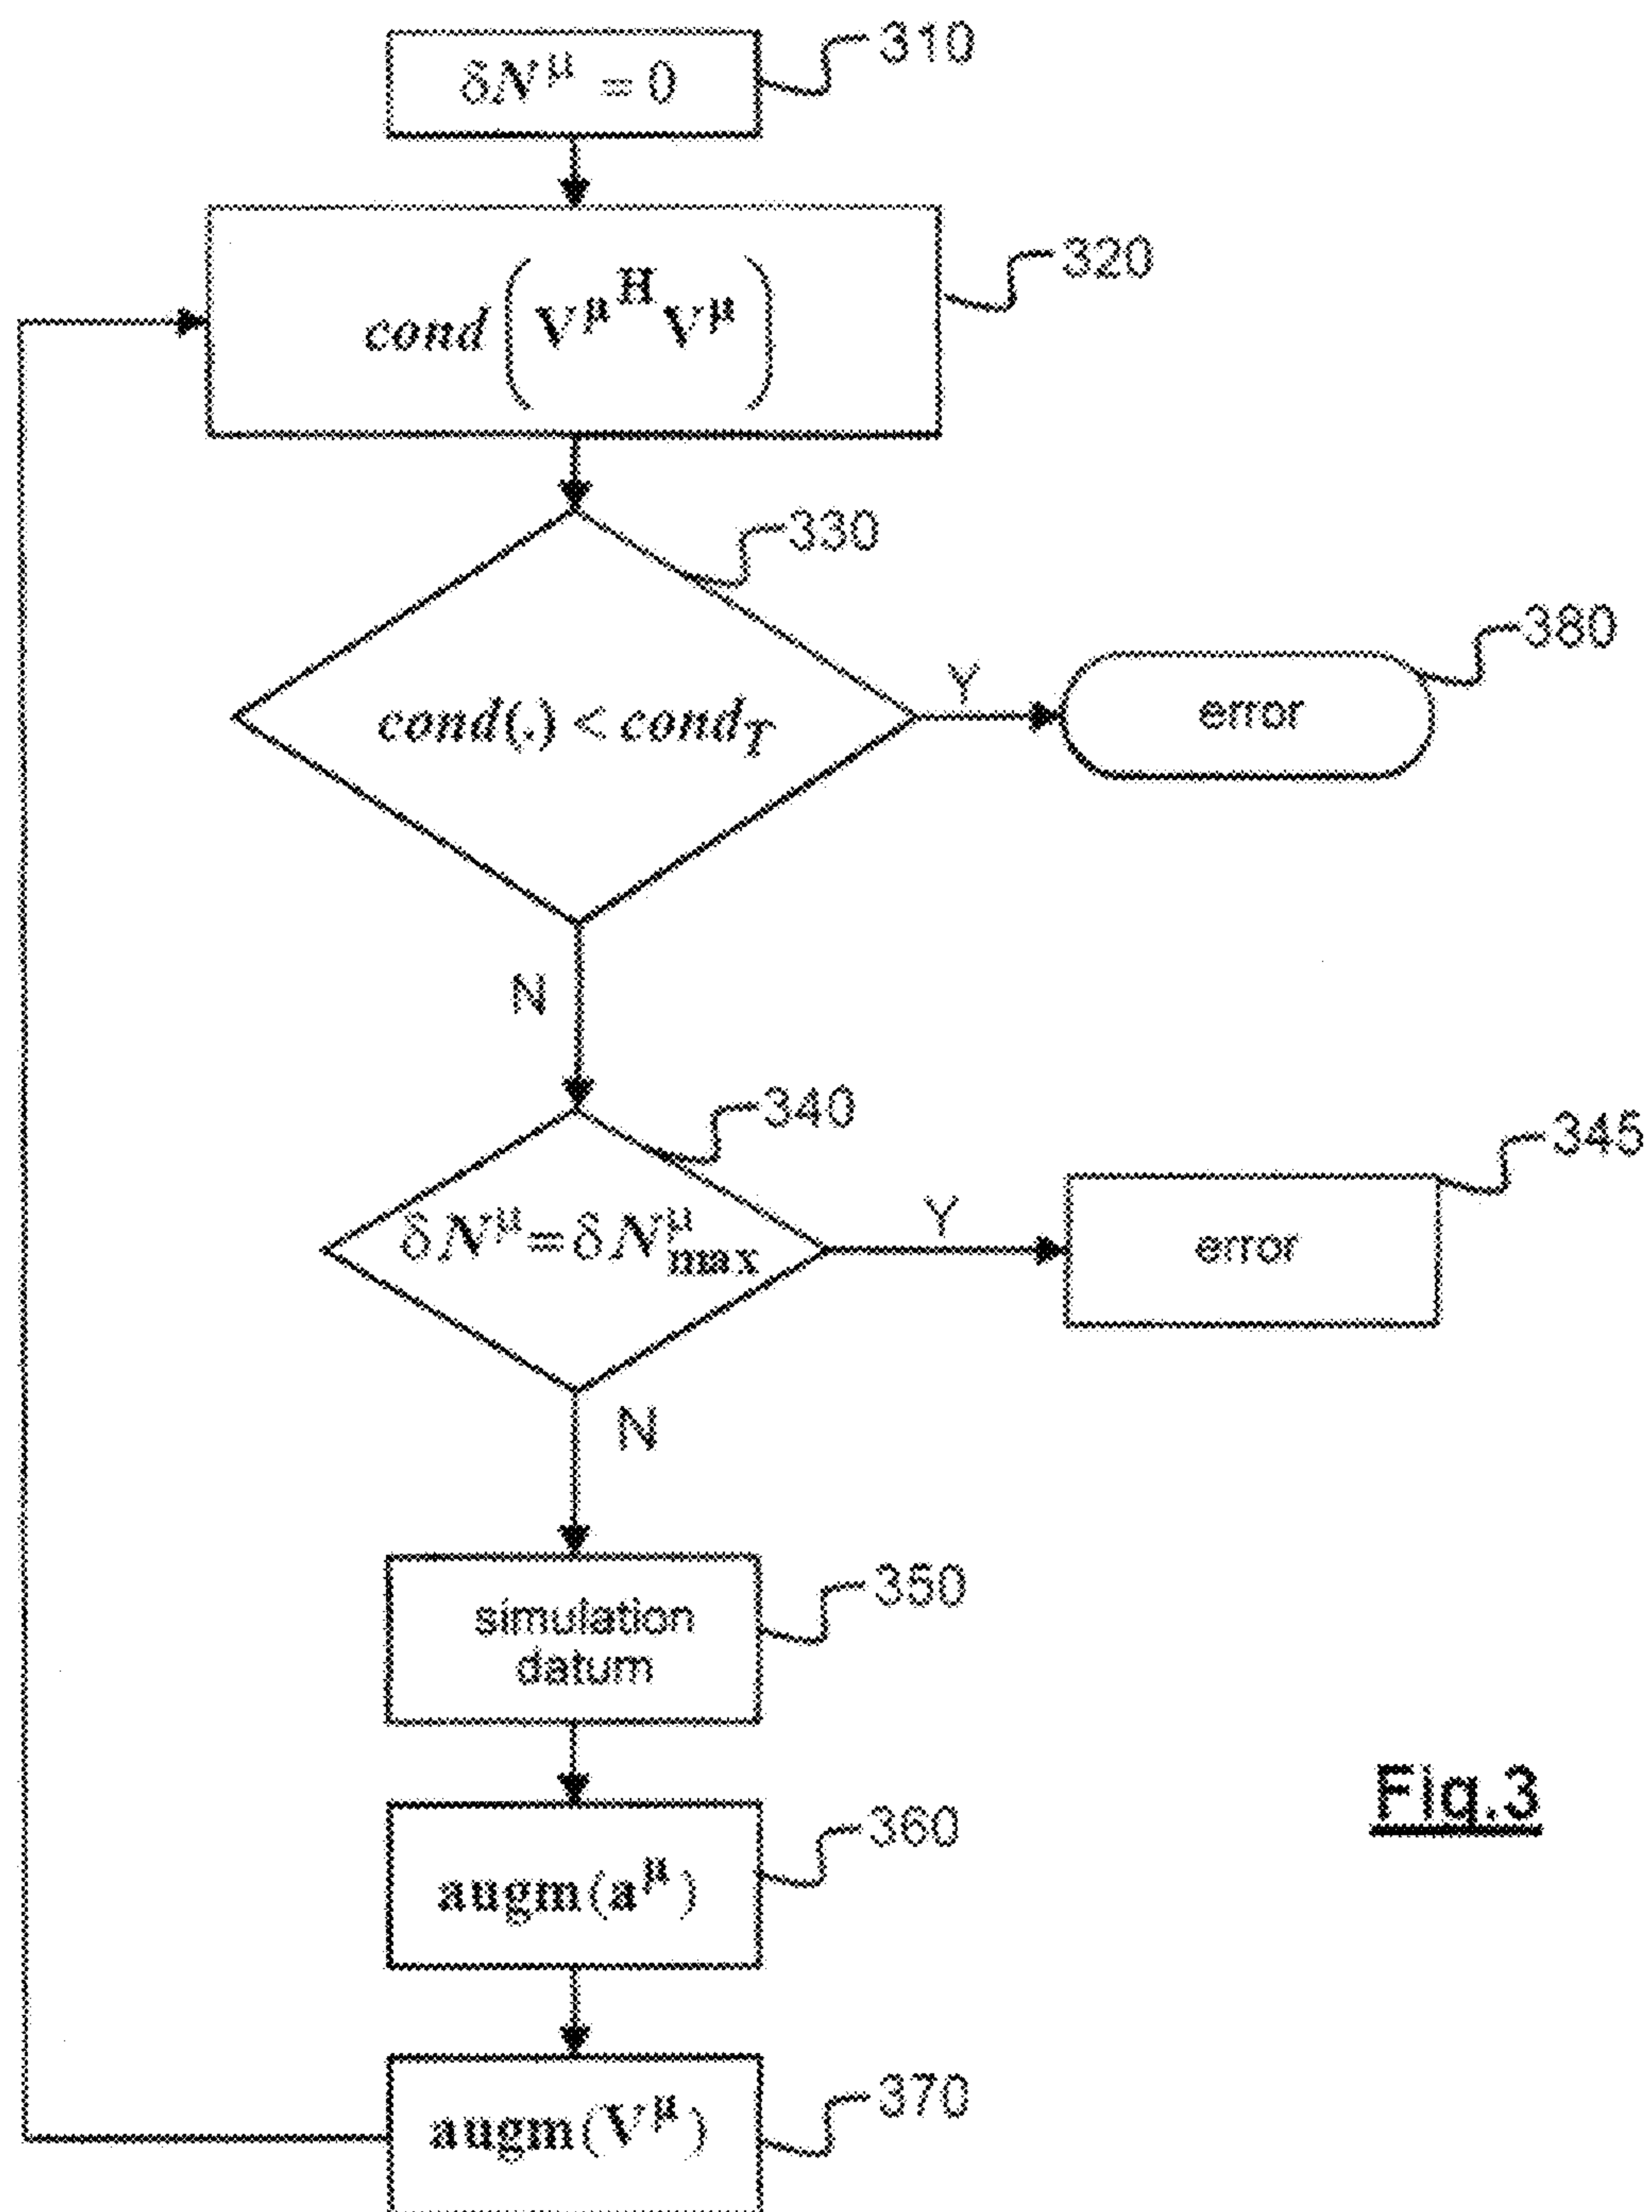 310
δN^μ = 0
320
cond(V^μ^H V^μ)
330
380
cond(.) < cond_T
Y
error
N
340
345
δN^μ = δN^μ_max
Y
error
N
350
simulation
datum
360
augm(a^μ)
Fig.3
370
augm(V^μ)